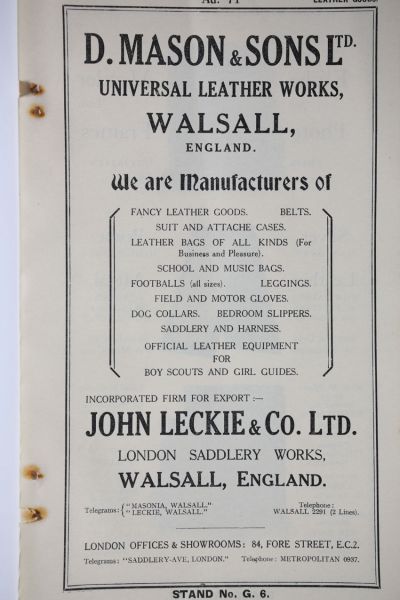 Ad. 71
LEATHER GOODS.
D. MASON & SONS LTD.
UNIVERSAL LEATHER WORKS,
WALSALL,
ENGLAND.
We are Manufacturers of
FANCY LEATHER GOODS. BELTS.
SUIT AND ATTACHE CASES.
LEATHER BAGS OF ALL KINDS (For
Business and Pleasure).
SCHOOL AND MUSIC BAGS.
FOOTBALLS (all sizes). LEGGINGS.
FIELD AND MOTOR GLOVES.
DOG COLLARS. BEDROOM SLIPPERS.
SADDLERY AND HARNESS.
OFFICIAL LEATHER EQUIPMENT
FOR
BOY SCOUTS AND GIRL GUIDES.
INCORPORATED FIRM FOR EXPORT :—
JOHN LECKIE & Co. LTD.
LONDON SADDLERY WORKS,
WALSALL, ENGLAND.
Telegrams: { "MASONIA, WALSALL." Telephone:
"LECKIE, WALSALL." WALSALL 2291 (2 Lines).
LONDON OFFICES & SHOWROOMS: 84, FORE STREET, E.C.2.
Telegrams: "SADDLERY-AVE, LONDON." Telephone: METROPOLITAN 0937.
STAND No. G. 6.